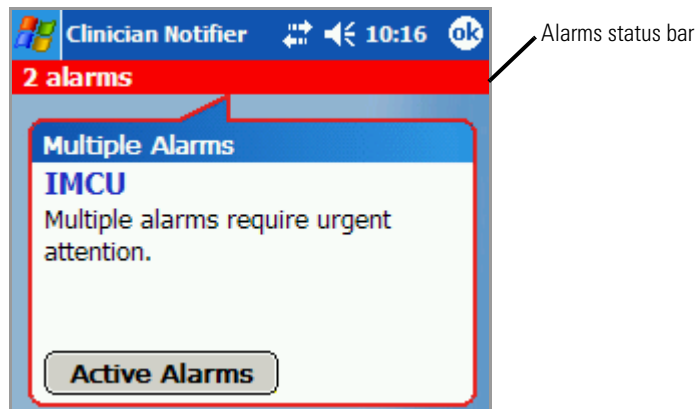 Clinician Notifier 10:16 ok
Alarms status bar
2 alarms
Multiple Alarms
IMCU
Multiple alarms require urgent
attention.
Active Alarms